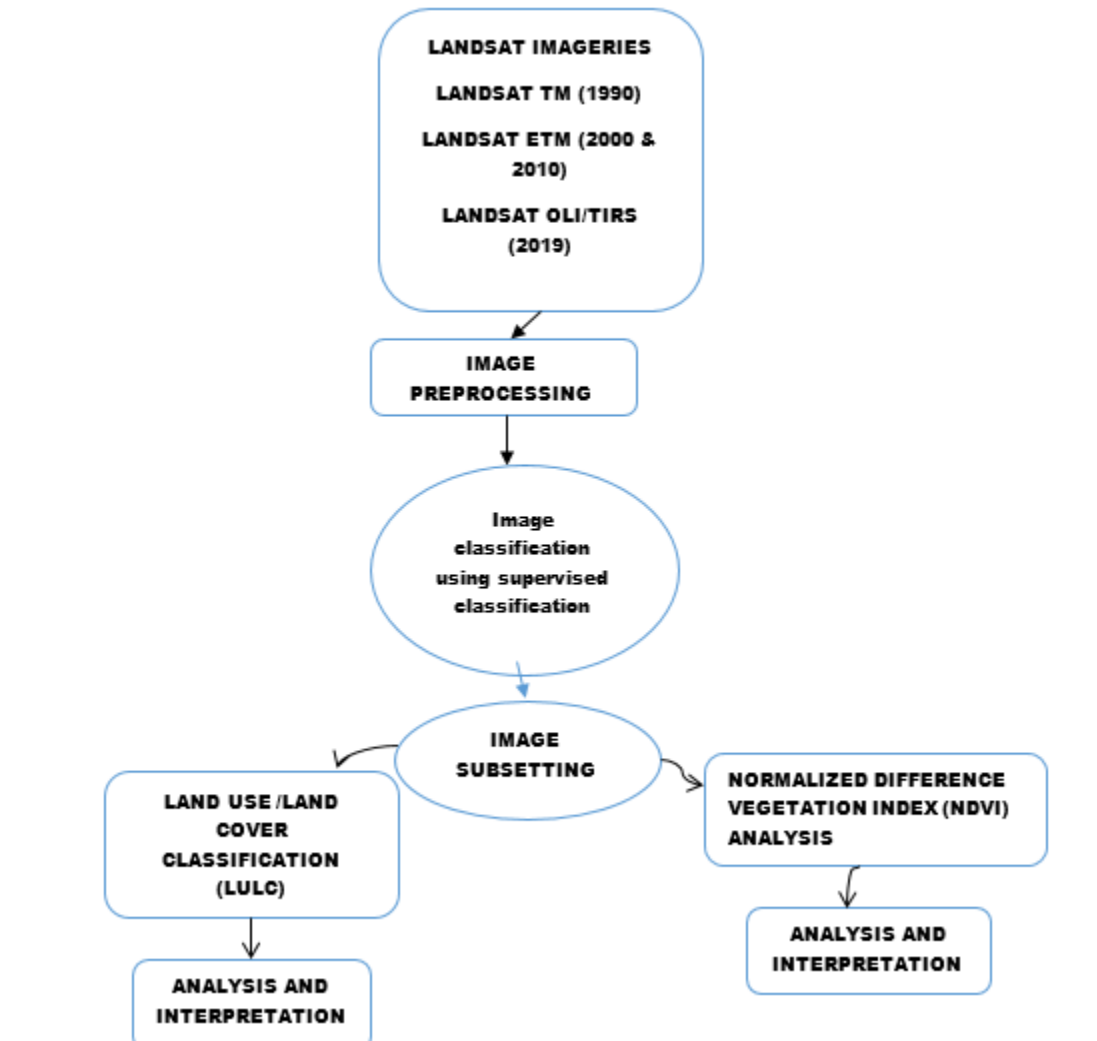 LANDSAT IMAGERIES
LANDSAT TM (1990)
LANDSAT ETM (2000 &
2010)
LANDSAT OLI/TIRS
(2019)
IMAGE
PREPROCESSING
Image
classification
using supervised
classification
IMAGE
SUBSETTING
LAND USE /LAND
COVER
CLASSIFICATION
(LULC)
ANALYSIS AND
INTERPRETATION
NORMALIZED DIFFERENCE
VEGETATION INDEX (NDVI)
ANALYSIS
ANALYSIS AND
INTERPRETATION